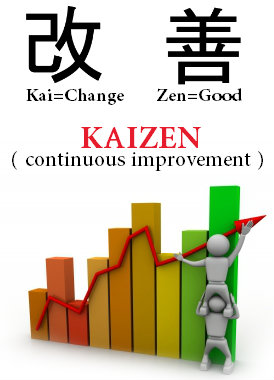 改 善
Kai=Change Zen=Good
KAIZEN
( continuous improvement )